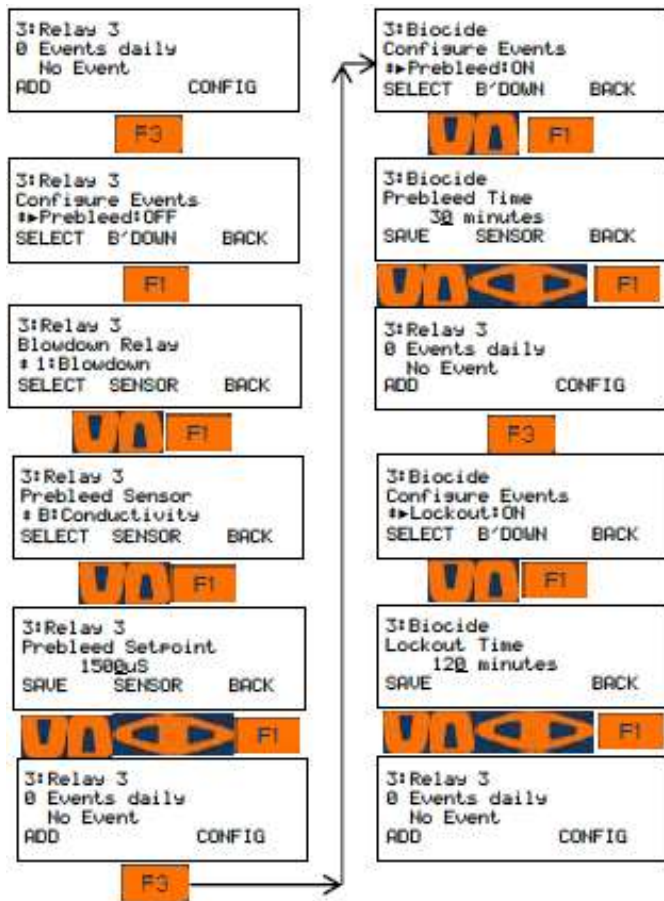 3:Relay 3
0 Events daily
No Event
ADD CONFIG
F3
3:Relay 3
Configure Events
Prebleed:OFF
SELECT B'DOWN BACK
F1
3:Relay 3
Blowdown Relay
1:Blowdown
SELECT SENSOR BACK
F1
3:Relay 3
Prebleed Sensor
B:Conductivity
SELECT SENSOR BACK
F1
3:Relay 3
Prebleed Setpoint
1500uS
SAVE SENSOR BACK
F1
3:Relay 3
0 Events daily
No Event
ADD CONFIG
F3
3:Biocide
Configure Events
Prebleed:ON
SELECT B'DOWN BACK
F1
3:Biocide
Prebleed Time
30 minutes
SAVE SENSOR BACK
F1
3:Relay 3
0 Events daily
No Event
ADD CONFIG
F3
3:Biocide
Configure Events
Lockout:ON
SELECT B'DOWN BACK
F1
3:Biocide
Lockout Time
120 minutes
SAVE BACK
F1
3:Relay 3
0 Events daily
No Event
ADD CONFIG